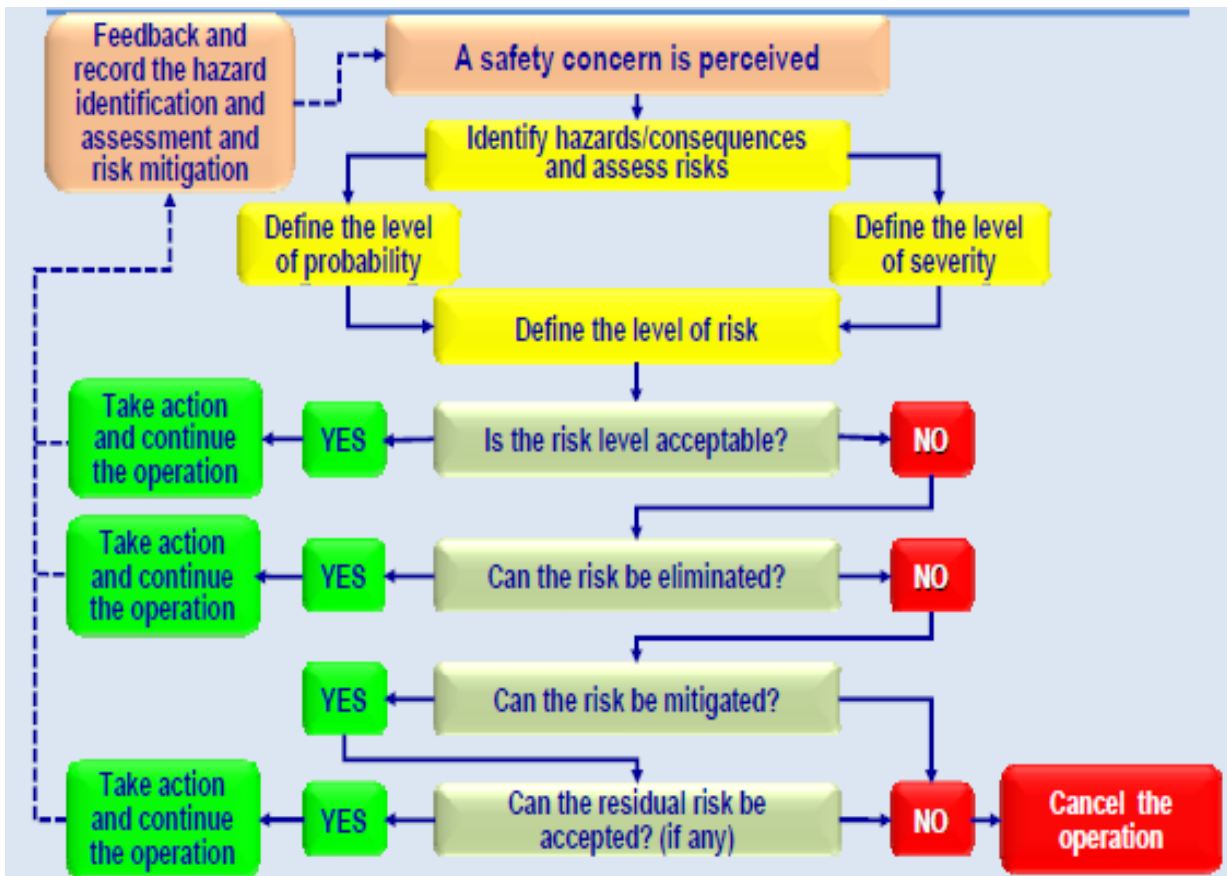 Feedback and
record the hazard
identification and
assessment and
risk mitigation
A safety concern is perceived
Identify hazards/consequences
and assess risks
Define the level
of probability
Define the level
of severity
Define the level of risk
Take action
and continue
the operation
YES
Is the risk level acceptable?
NO
Take action
and continue
the operation
YES
Can the risk be eliminated?
NO
YES
Can the risk be mitigated?
Take action
and continue
the operation
YES
Can the residual risk be
accepted? (if any)
NO
Cancel the
operation